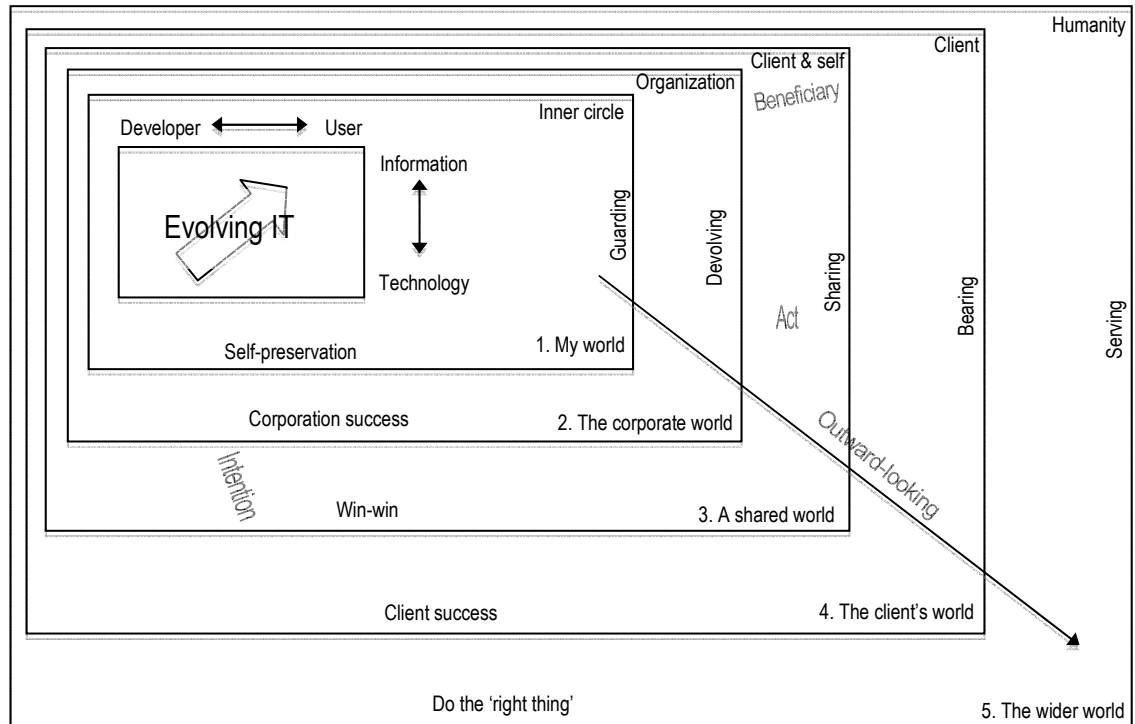 Humanity
Client
Client & self
Organization
Beneficiary
Inner circle
Developer
User
Information
Evolving IT
Technology
Guarding
Devolving
Sharing
Act
Bearing
Serving
Self-preservation
1. My world
Corporation success
2. The corporate world
Outward-looking
Intention
Win-win
3. A shared world
Client success
4. The client's world
Do the ‘right thing’
5. The wider world